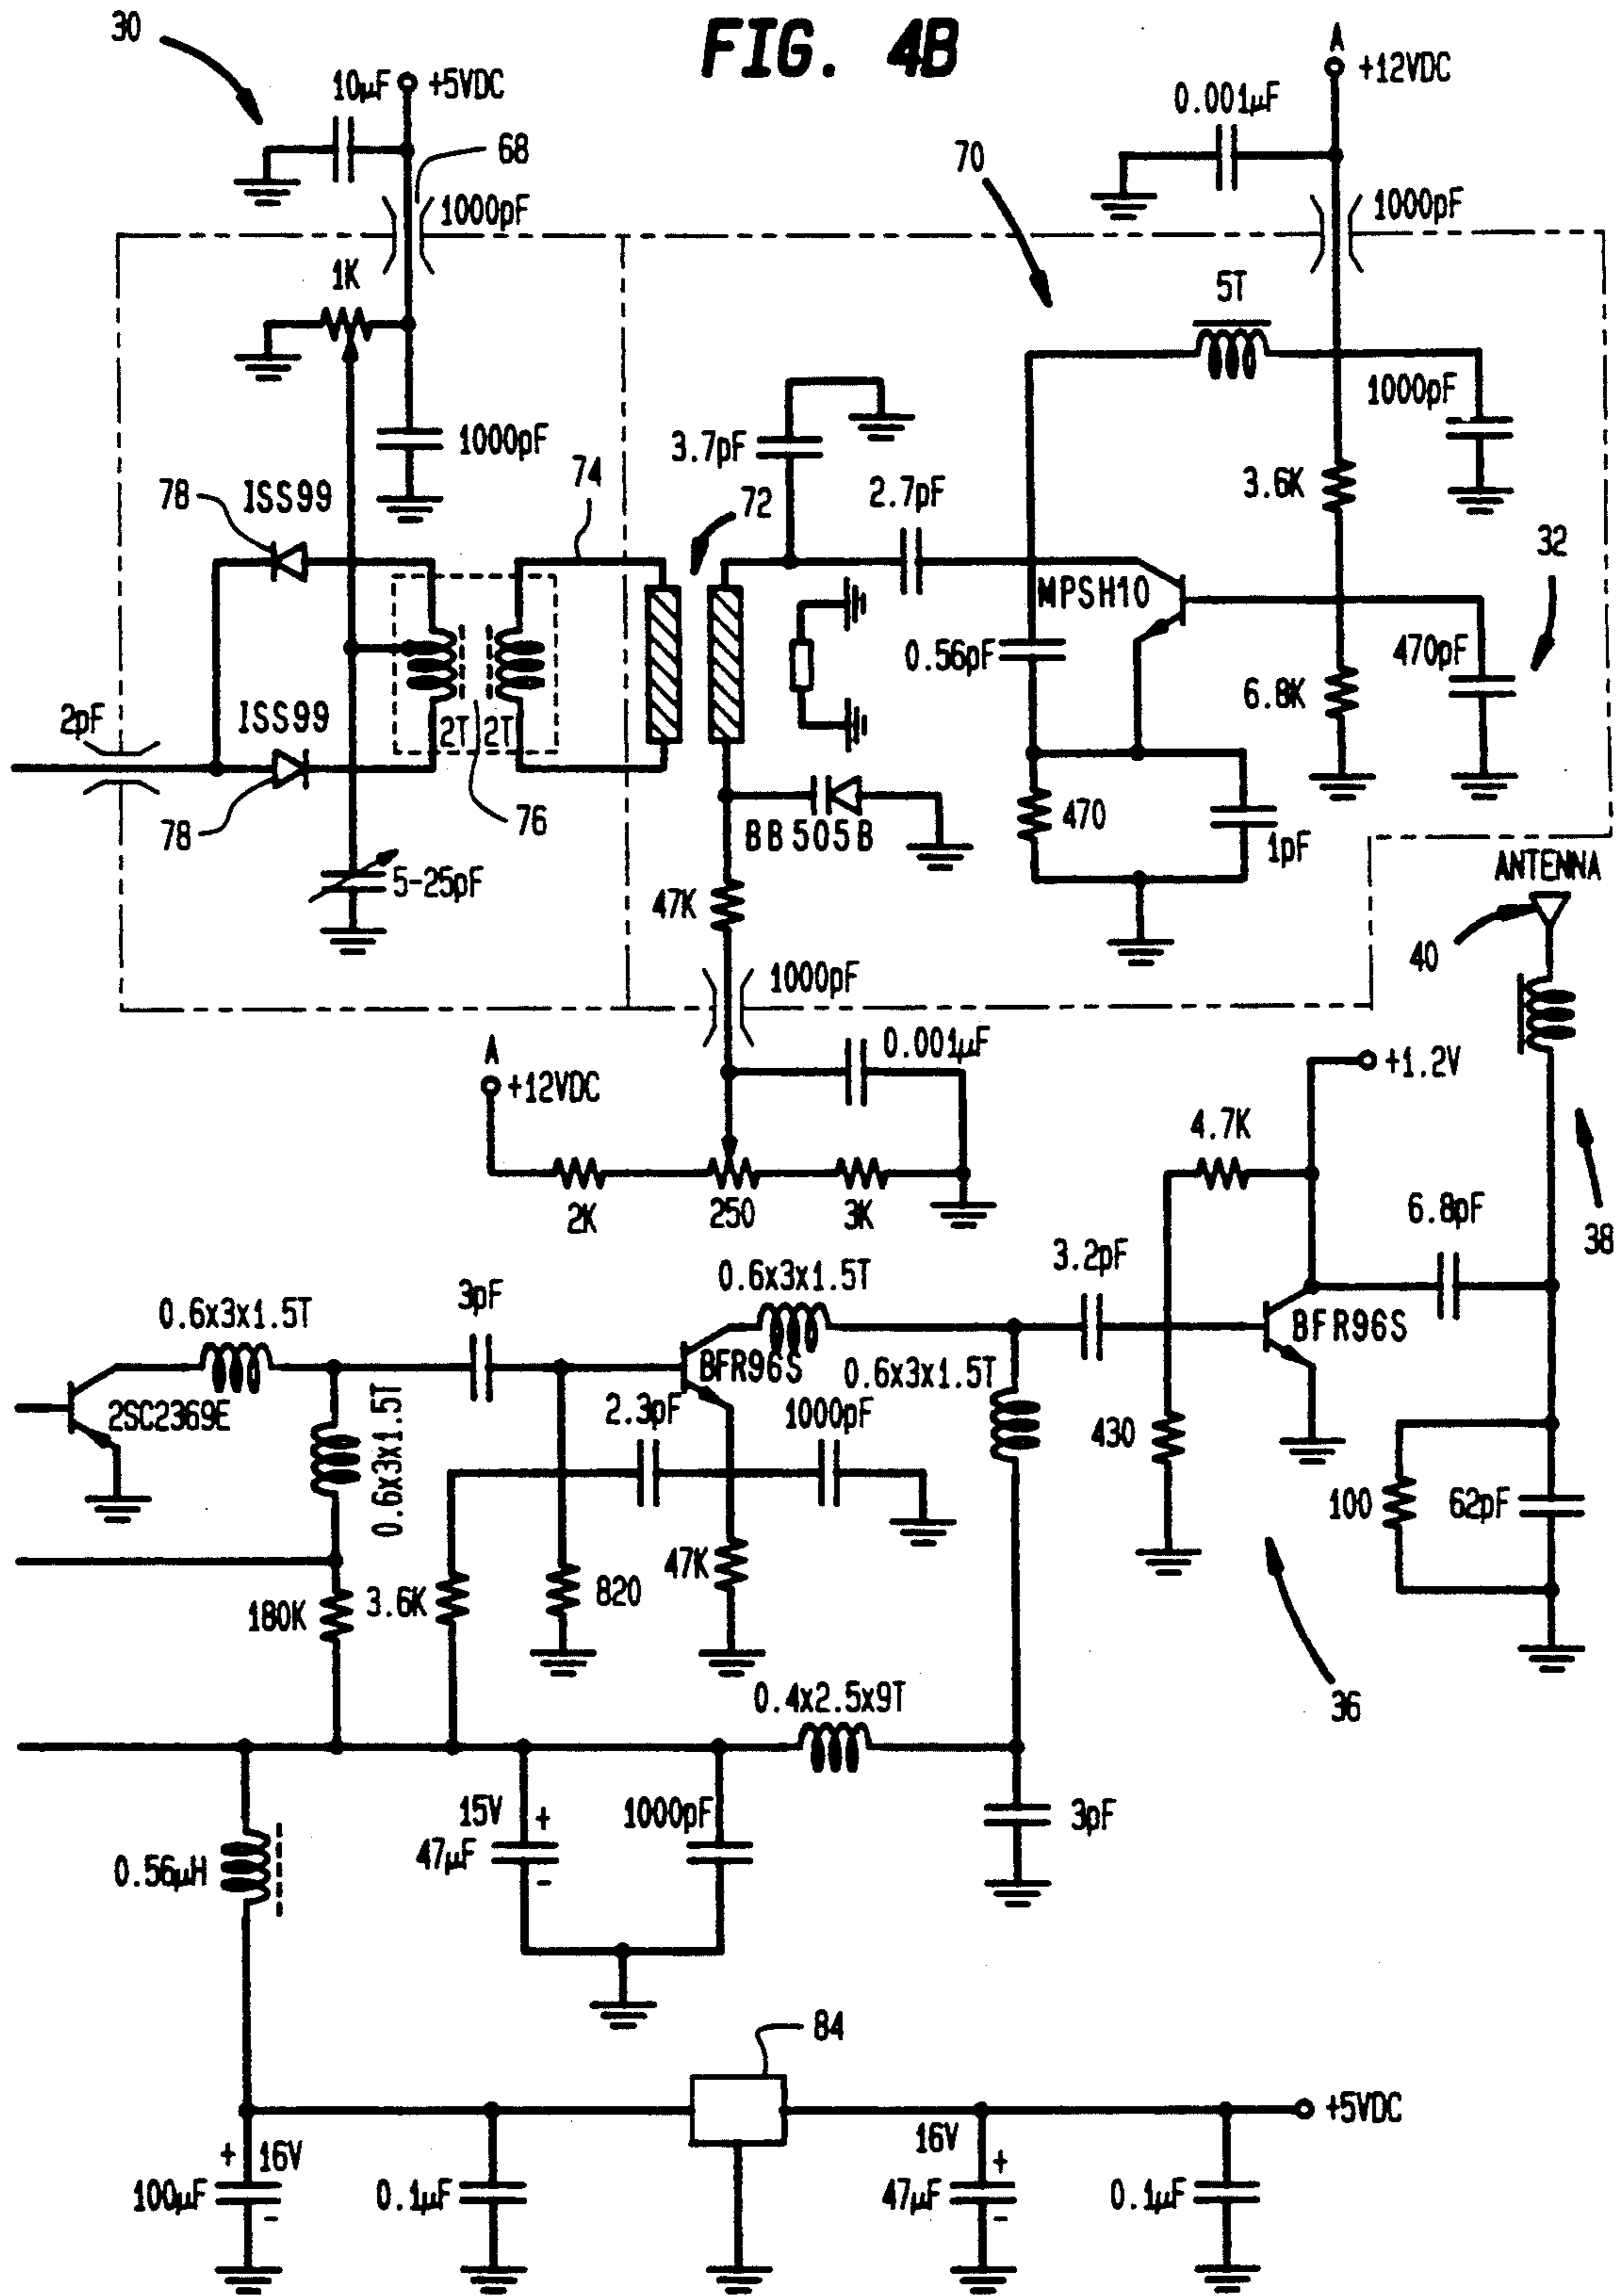 FIG. 4B
30
10µF
+5VDC
A
+12VDC
0.001µF
68
70
1000pF
1000pF
1K
5T
1000pF
1000pF
3.7pF
74
72
2.7pF
3.6K
78
ISS99
32
MPSH10
0.56pF
470pF
6.8K
2pF
ISS99
2T
2T
78
76
BB505B
470
1pF
5-25pF
47K
ANTENNA
40
1000pF
A
+12VDC
0.001µF
+1.2V
4.7K
2K
250
3K
6.8pF
38
3.2pF
0.6x3x1.5T
3pF
0.6x3x1.5T
BFR96S
BFR96S
0.6x3x1.5T
2SC2369E
0.6x3x1.5T
2.3pF
1000pF
430
100
62pF
180K
3.6K
820
47K
36
0.4x2.5x9T
15V
+
47µF
-
1000pF
3pF
0.56µH
84
+5VDC
+
16V
100µF
-
0.1µF
16V
+
47µF
-
0.1µF